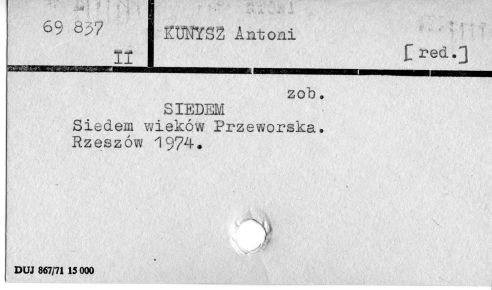 69 837
II
KUNYSZ Antoni
[red.]
zob.
SIEDEM
Siedem wieków Przeworska.
Rzeszów 1974.
DUJ 867/71 15 000